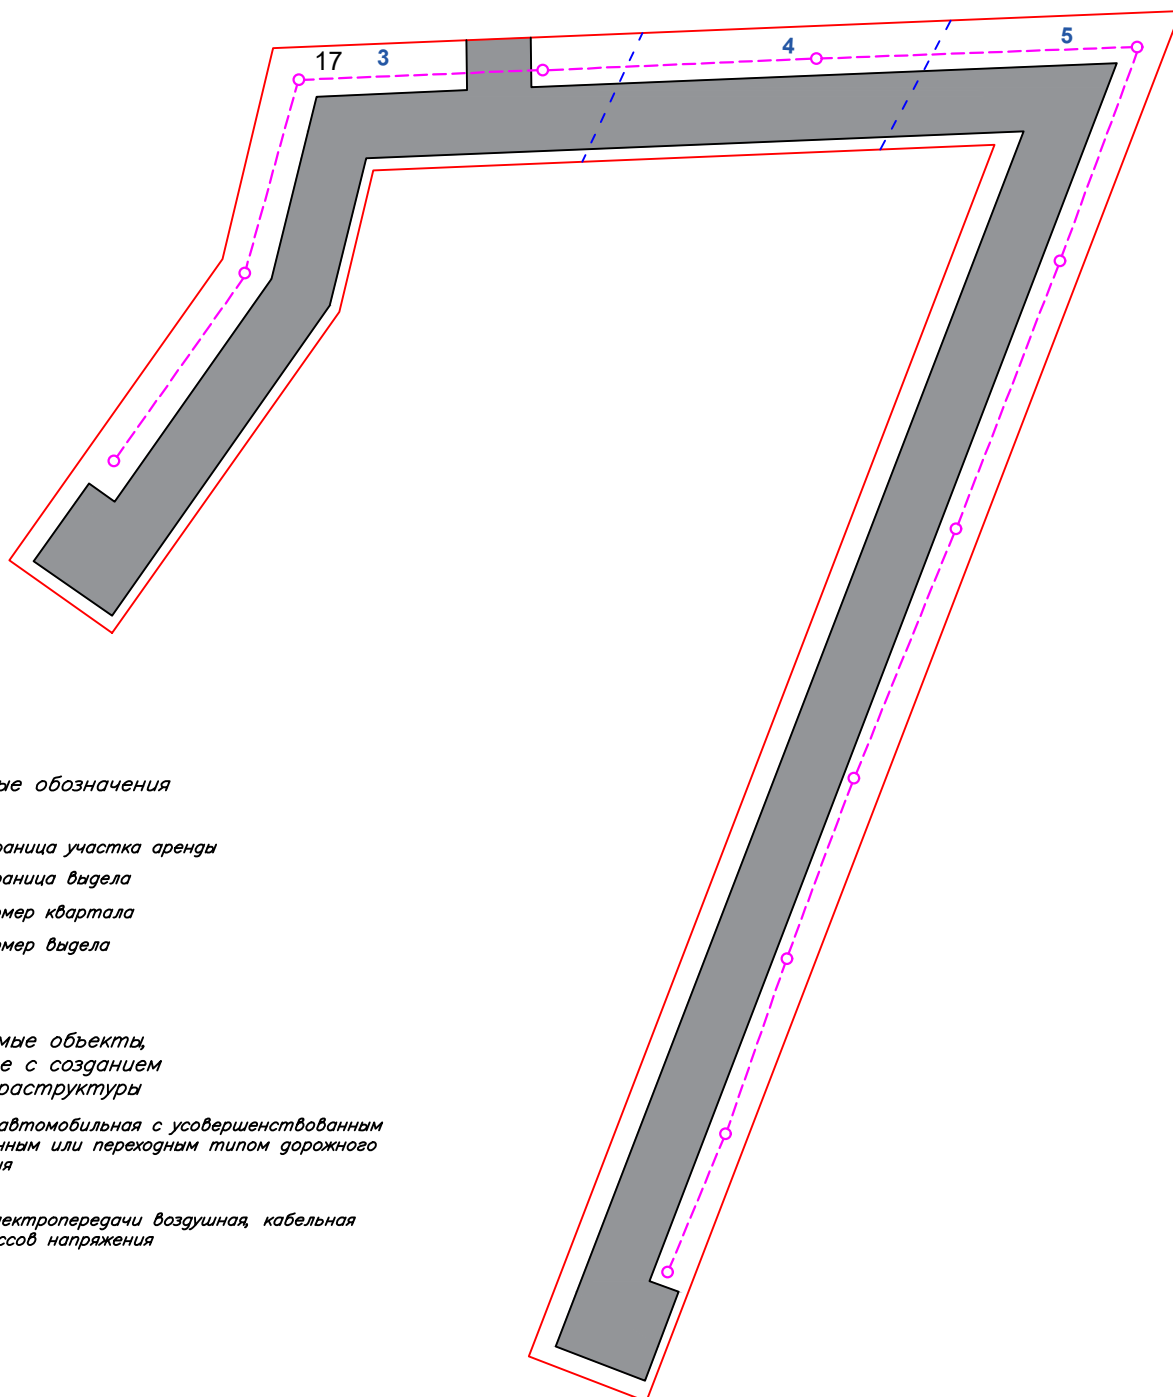 17
3
4
5
ые обозначения
раница участка аренды
раница выдела
омер квартала
омер выдела
мые объекты,
е с созданием
раструктуры
автомобильная с усовершенствованным
нным или переходным типом дорожного
ия
лектропередачи воздушная, кабельная
ссов напряжения